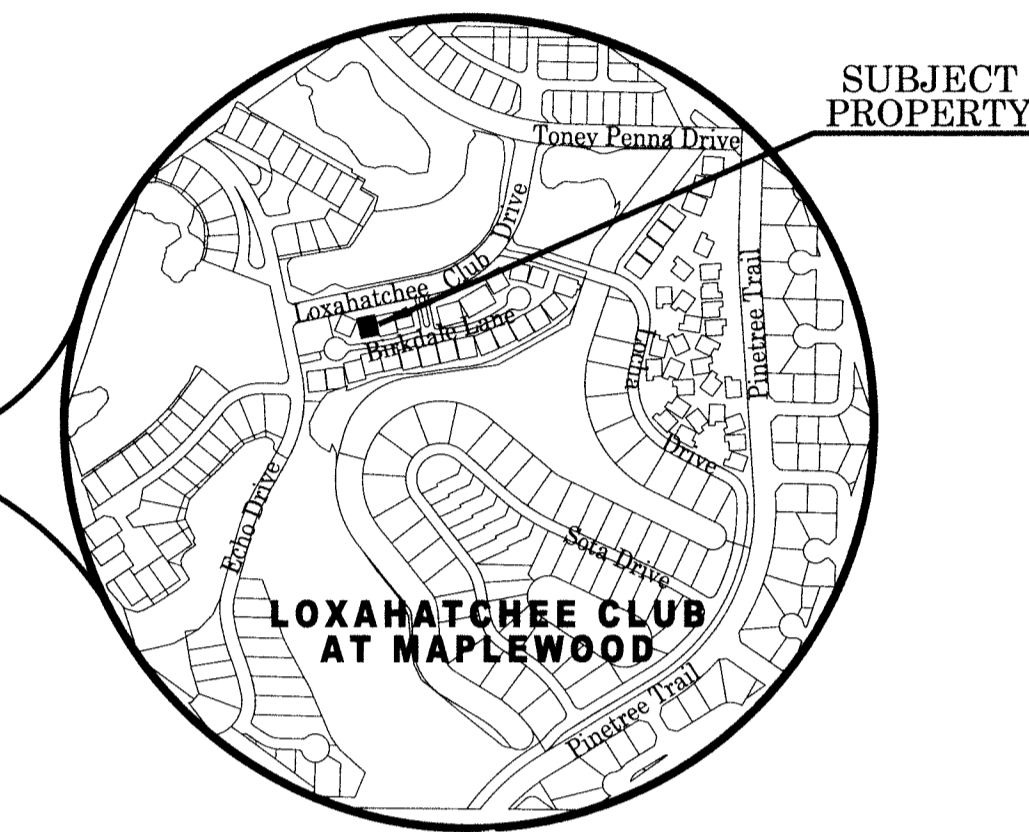 SUBJECT
PROPERTY
Toney Penna Drive
Loxahatchee Club Drive
Birkdale Lane
Pinetree Trail
Drive
Echo Drive
Sota Drive
LOXAHATCHEE CLUB
AT MAPLEWOOD
Pinetree Trail